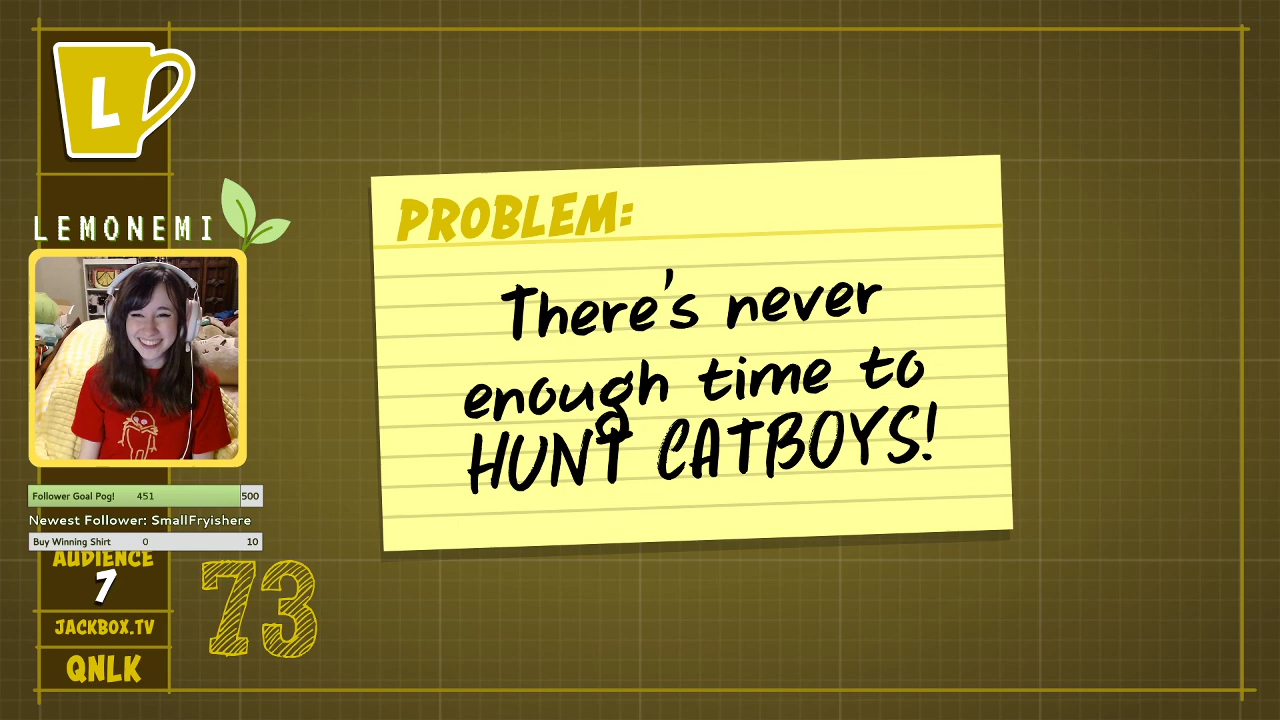 L
LEMONEMI
PROBLEM:
There's never
enough time to
HUNT CATBOYS!
Follower Goal Pog! 451 500
Newest Follower: SmallFryishere
Buy Winning Shirt 0 10
AUDIENCE
7
73
JACKBOX.TV
QNLK